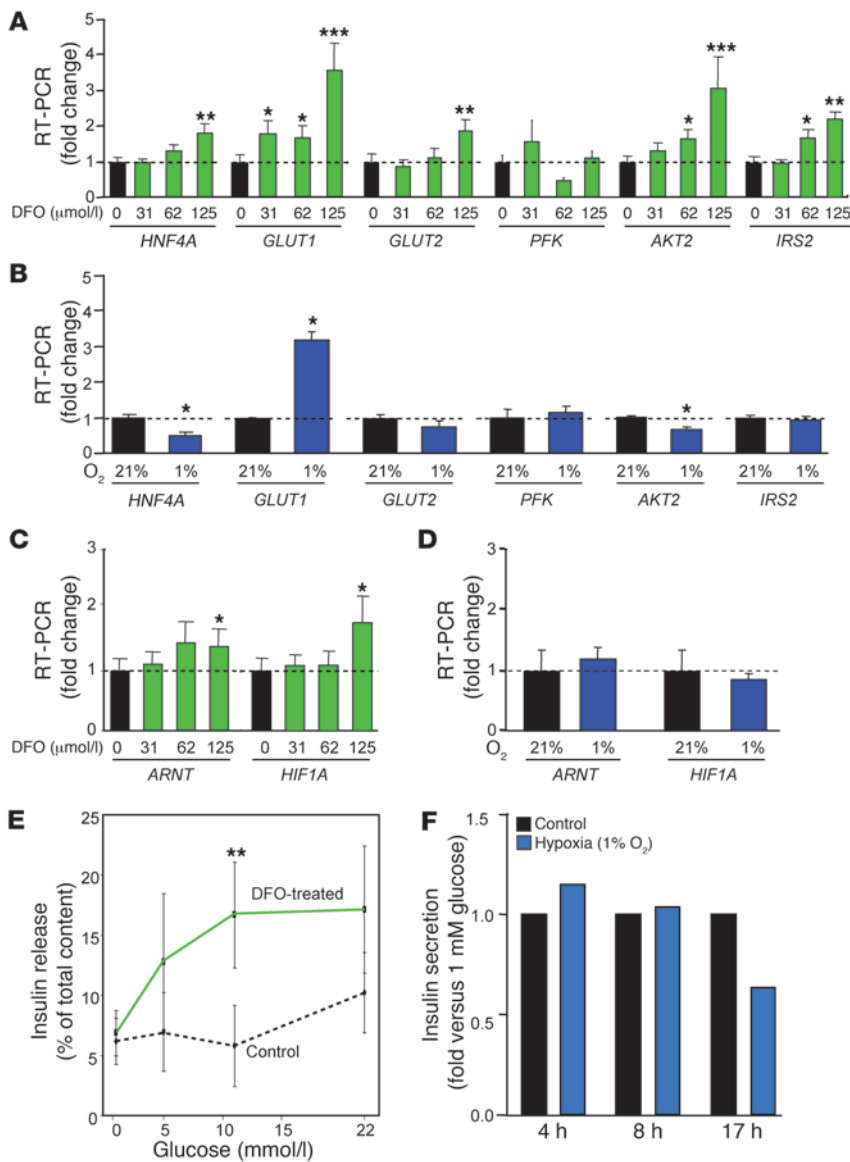 A
RT-PCR
(fold change)
5
4
3
2
1
0
* * ** *** ** * *** * **
DFO (μmol/l) 0 31 62 125 0 31 62 125 0 31 62 125 0 31 62 125 0 31 62 125 0 31 62 125
HNF4A GLUT1 GLUT2 PFK AKT2 IRS2
B
RT-PCR
(fold change)
5
4
3
2
1
0
* * *
O2 21% 1% 21% 1% 21% 1% 21% 1% 21% 1% 21% 1%
HNF4A GLUT1 GLUT2 PFK AKT2 IRS2
C
RT-PCR
(fold change)
3
2
1
0
* *
DFO (μmol/l) 0 31 62 125 0 31 62 125
ARNT HIF1A
D
RT-PCR
(fold change)
3
2
1
0
O2 21% 1% 21% 1%
ARNT HIF1A
E
Insulin release
(% of total content)
25
20
15
10
5
0
**
DFO-treated
Control
0 5 10 15 22
Glucose (mmol/l)
F
Insulin secretion
(fold versus 1 mM glucose)
1.5
1.0
0.5
0.0
Control
Hypoxia (1% O2)
4 h 8 h 17 h